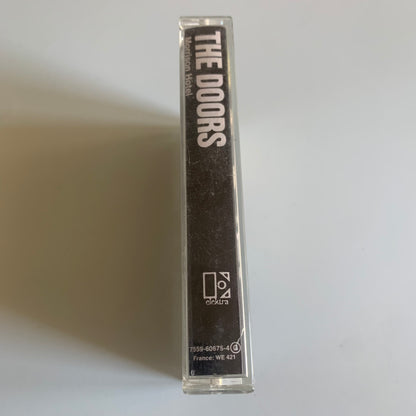 THE DOORS
Morrison Hotel
elektra
7559-60675-4
France: WE 421